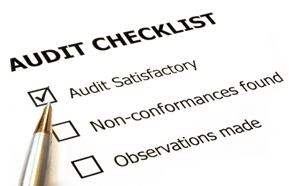 AUDIT CHECKLIST
Audit Satisfactory
Non-conformances found
Observations made